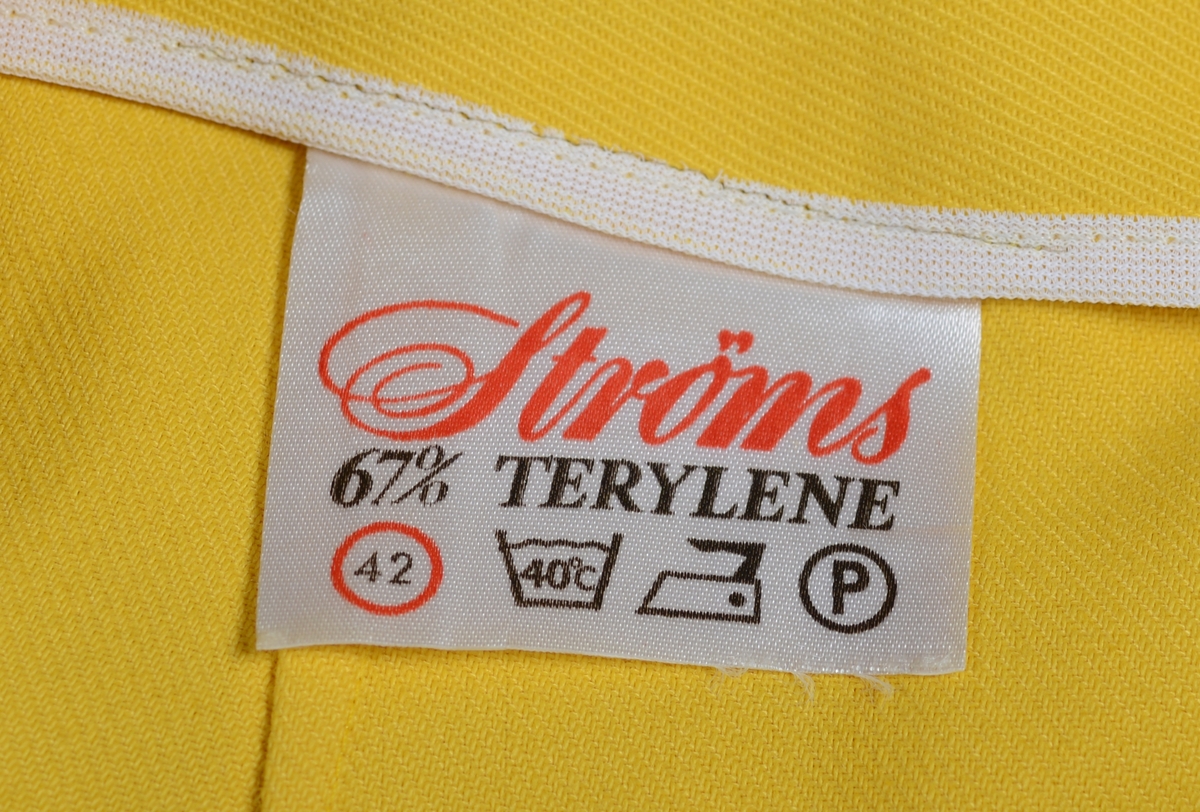 Ströms
67% TERYLENE
42 40°C P